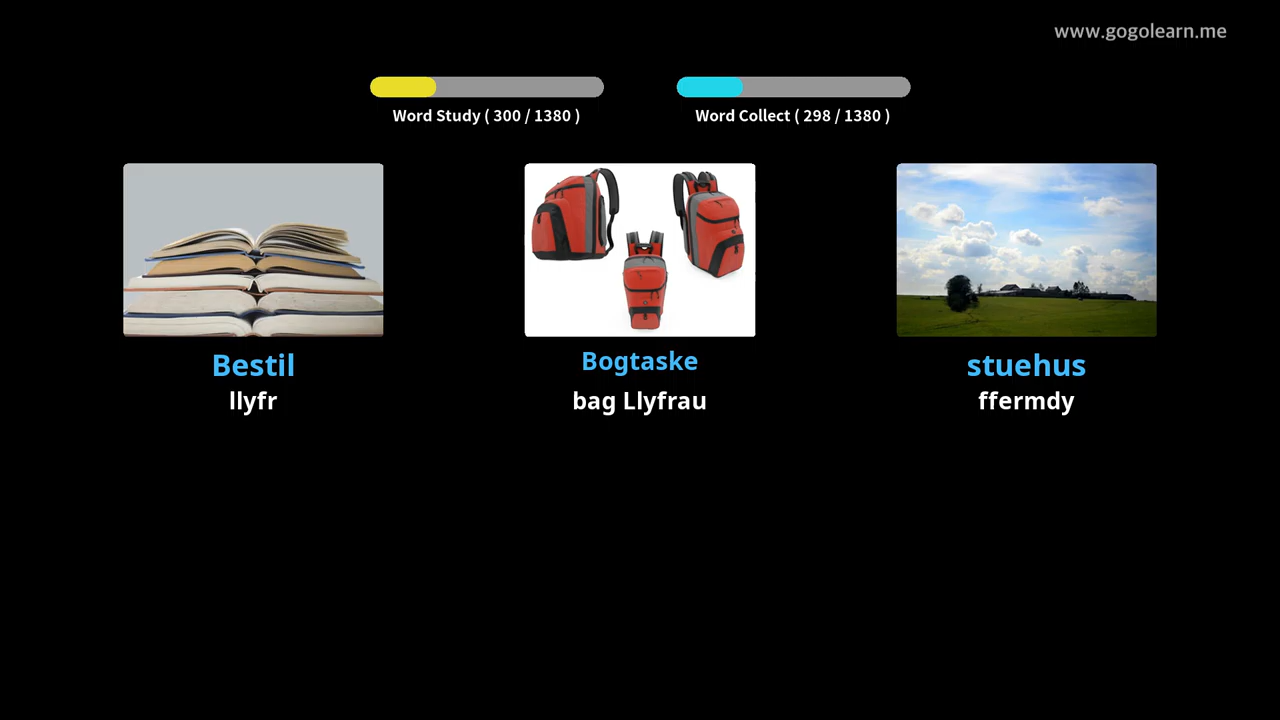 www.gogolearn.me
Word Study ( 300 / 1380 )
Word Collect ( 298 / 1380 )
Bestil
llyfr
Bogtaske
bag Llyfrau
stuehus
ffermdy